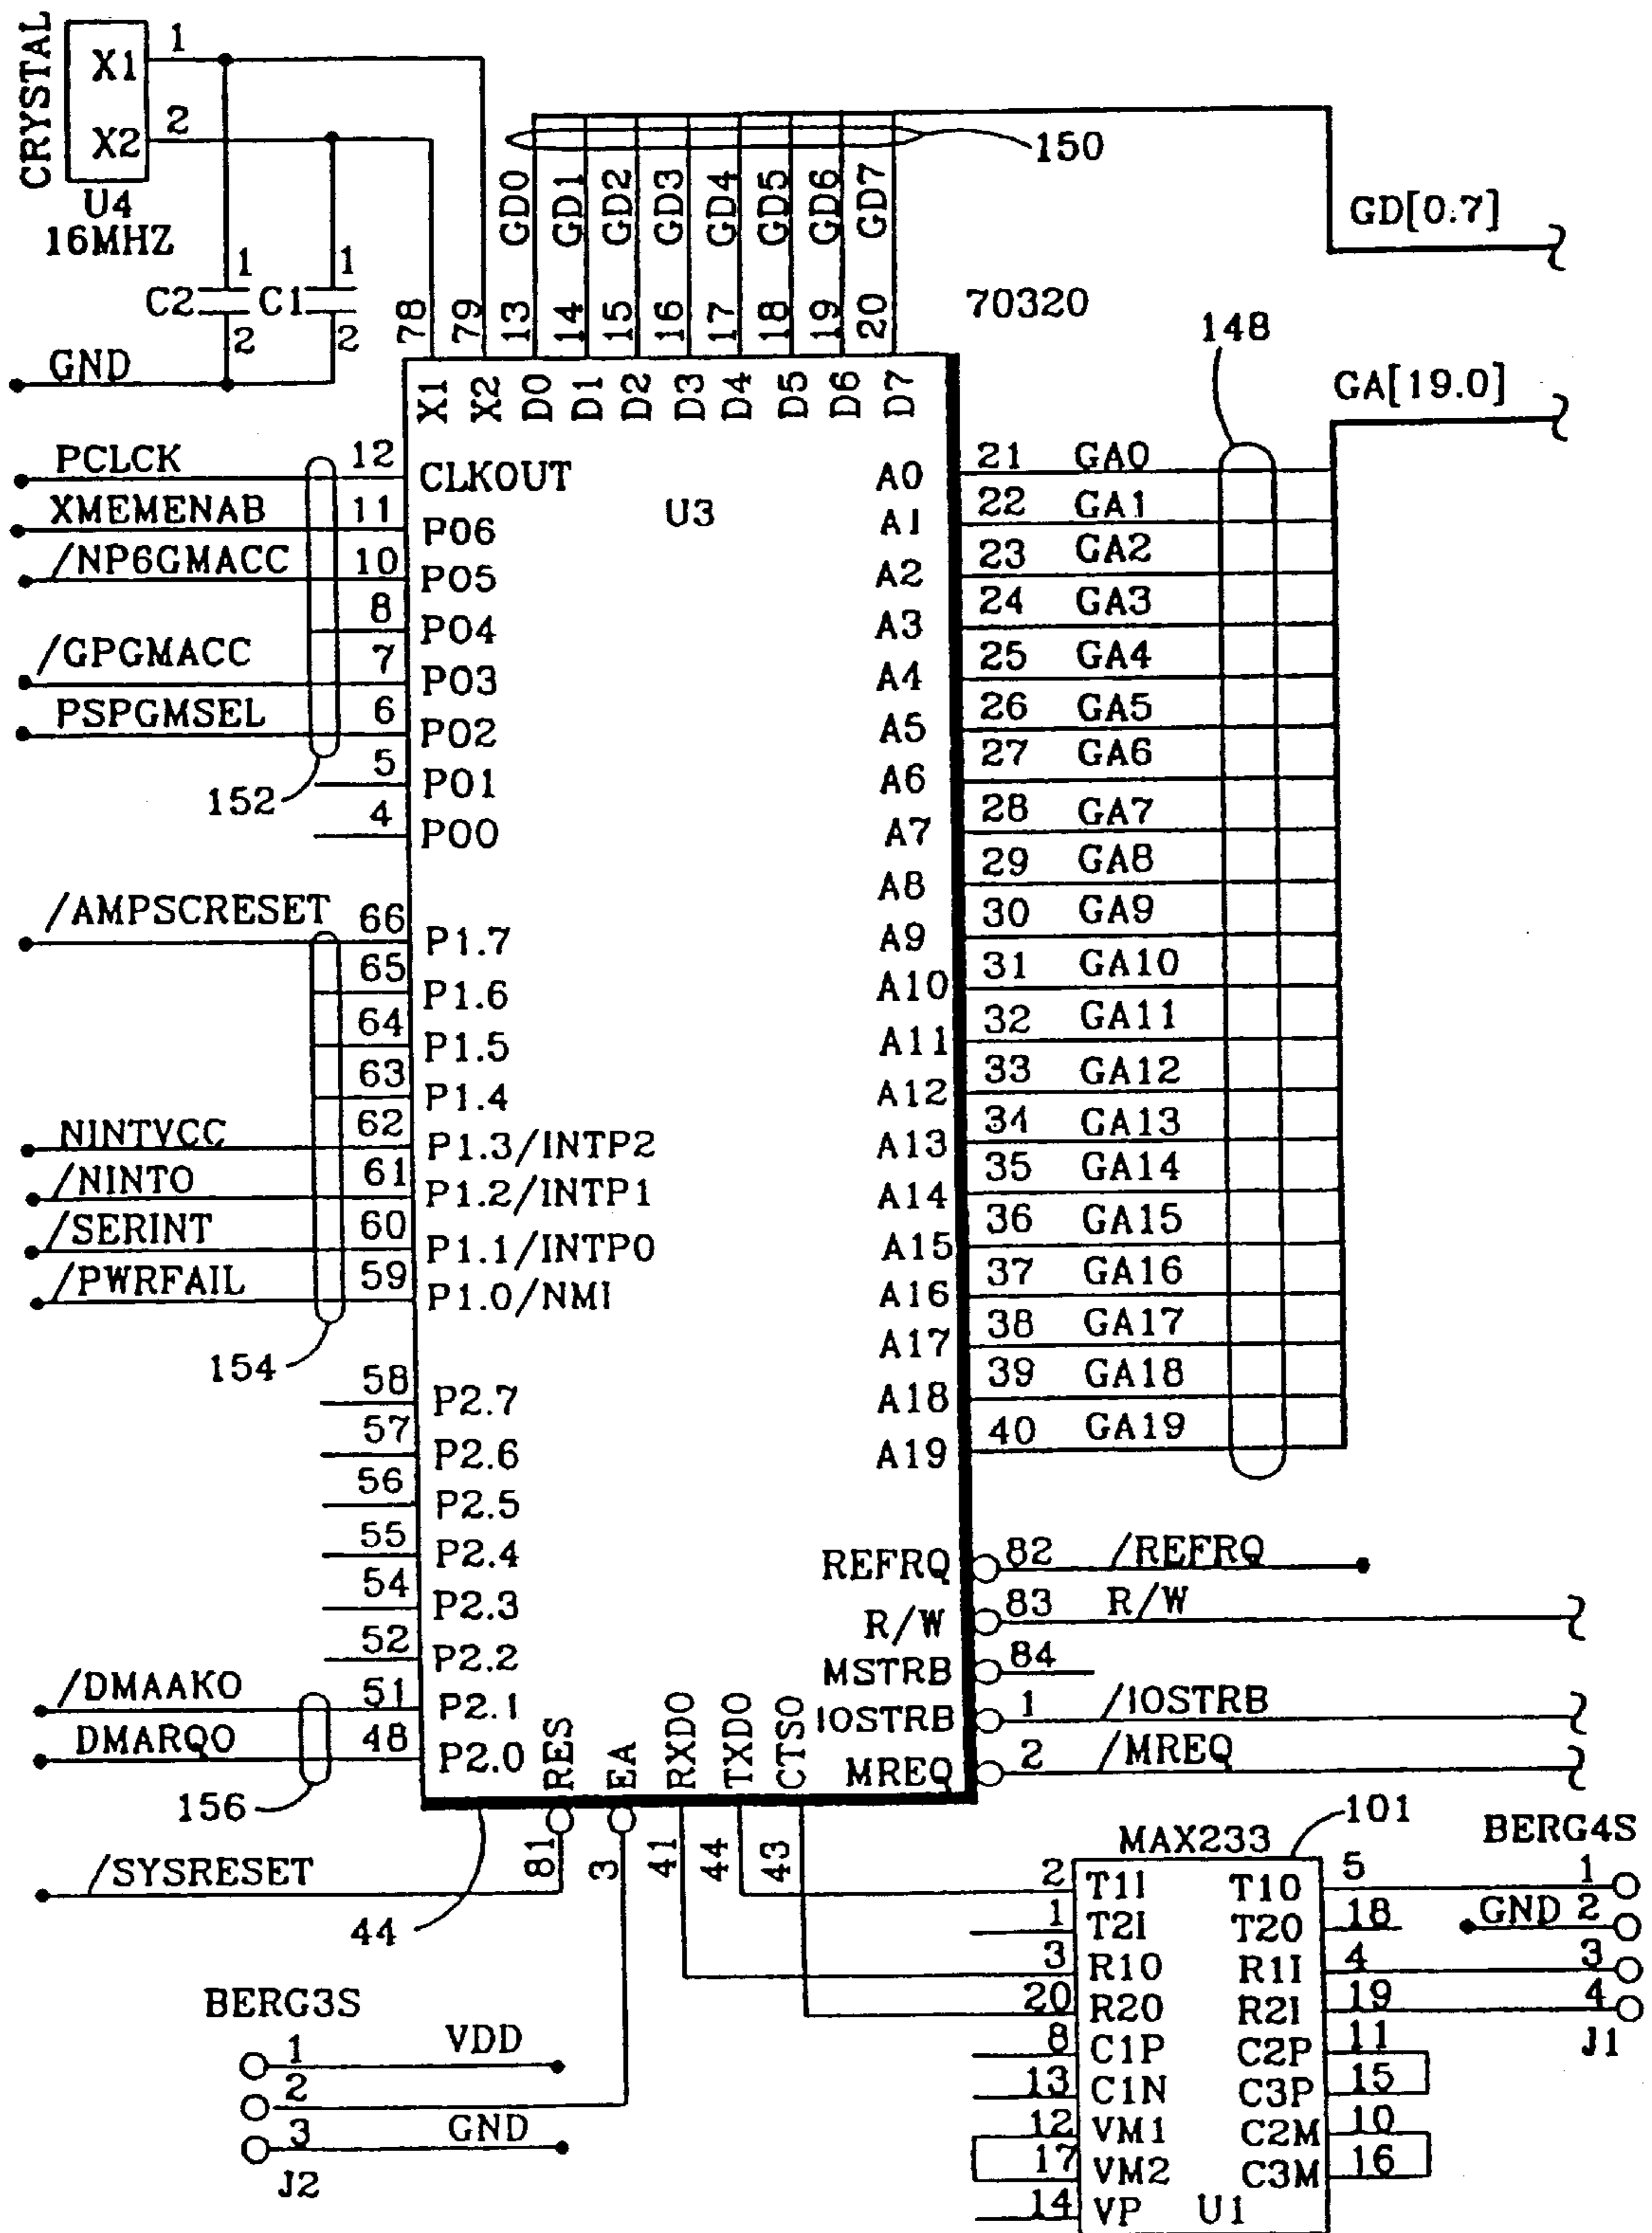 CRYSTAL
X1
1
X2
2
U4
16MHZ
C2
1
2
C1
1
2
GND
78
79
13
14
15
16
17
18
19
20
GD0
GD1
GD2
GD3
GD4
GD5
GD6
GD7
150
GD[0:7]
70320
148
GA[19.0]
X1
X2
D0
D1
D2
D3
D4
D5
D6
D7
U3
PCLCK 12 CLKOUT
XMEMENAB 11 P06
/NP6GMACC 10 P05
8 P04
/GPGMACC 7 P03
PSPGMSEL 6 P02
5 P01
152
4 P00
/AMPSCRESET 66 P1.7
65 P1.6
64 P1.5
63 P1.4
NINTVCC 62 P1.3/INTP2
/NINTO 61 P1.2/INTP1
/SERINT 60 P1.1/INTP0
/PWRFAIL 59 P1.0/NMI
154
58 P2.7
57 P2.6
56 P2.5
55 P2.4
54 P2.3
52 P2.2
/DMAAKO 51 P2.1
DMARQO 48 P2.0
156
A0 21 GA0
A1 22 GA1
A2 23 GA2
A3 24 GA3
A4 25 GA4
A5 26 GA5
A6 27 GA6
A7 28 GA7
A8 29 GA8
A9 30 GA9
A10 31 GA10
A11 32 GA11
A12 33 GA12
A13 34 GA13
A14 35 GA14
A15 36 GA15
A16 37 GA16
A17 38 GA17
A18 39 GA18
A19 40 GA19
REFRQ 82 /REFRQ
R/W 83 R/W
MSTRB 84
IOSTRB 1 /IOSTRB
MREQ 2 /MREQ
RES
EA
RXDO
TXDO
CTSO
81
3
41
44
43
/SYSRESET
44
BERG3S
1 VDD
2
3 GND
J2
MAX233
101
BERG4S
2 T1I
1 T2I
3 R1O
20 R2O
8 C1P
13 C1N
12 VM1
17 VM2
14 VP
U1
T1O 5 1
T2O 18 GND 2
R1I 4 3
R2I 19 4
J1
C2P 11
C3P 15
C2M 10
C3M 16